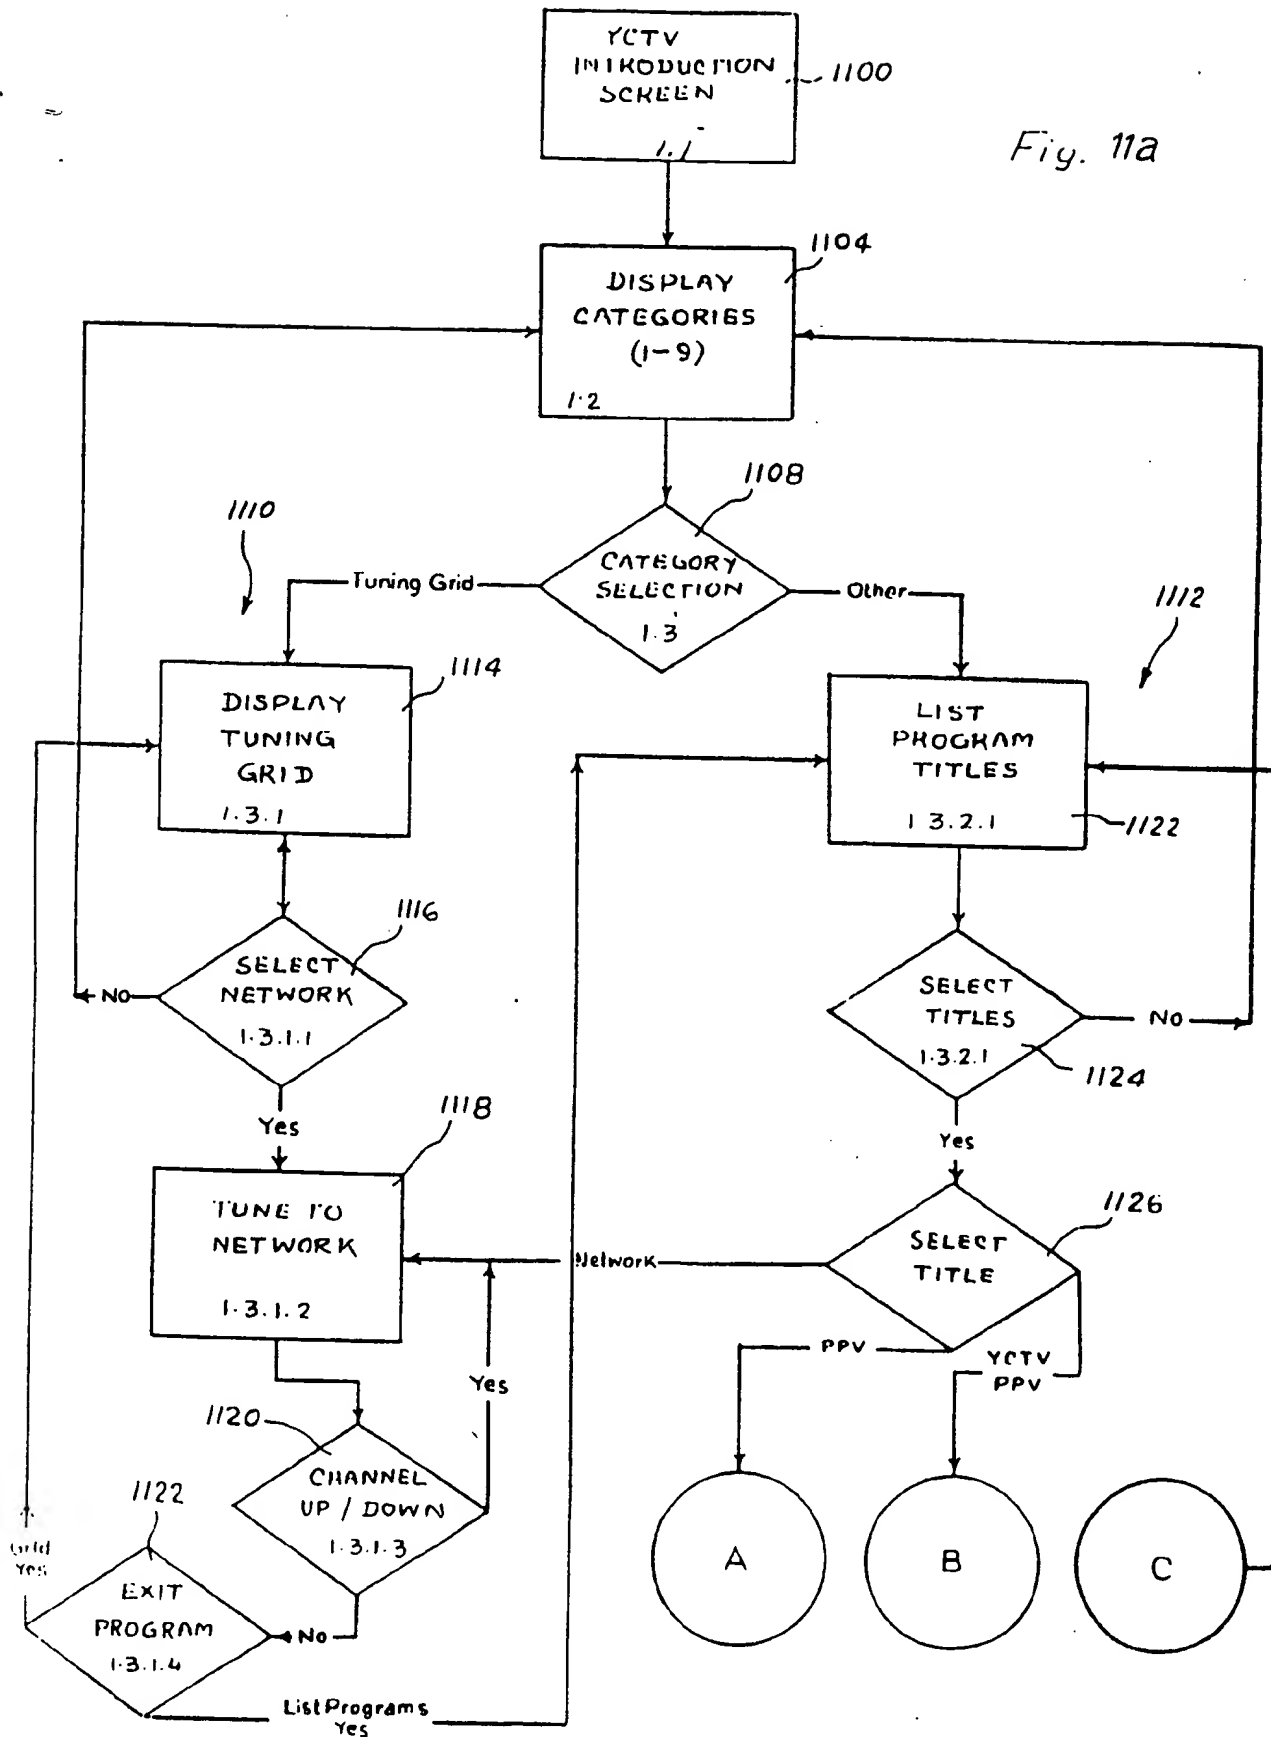 YCTV
INTRODUCTION
SCREEN
1.1
1100
Fig. 11a
1104
DISPLAY
CATEGORIES
(1-9)
1.2
1108
CATEGORY
SELECTION
1.3
1110
Tuning Grid
Other
1112
1114
DISPLAY
TUNING
GRID
1.3.1
LIST
PROGRAM
TITLES
1 3.2.1
1122
1116
SELECT
NETWORK
1.3.1.1
No
SELECT
TITLES
1.3.2.1
No
1124
Yes
Yes
1118
TUNE TO
NETWORK
1.3.1.2
Network
1126
SELECT
TITLE
PPV
YCTV
PPV
Yes
1120
CHANNEL
UP / DOWN
1.3.1.3
1122
Grid
Yes
EXIT
PROGRAM
1.3.1.4
No
A
B
C
List Programs
Yes